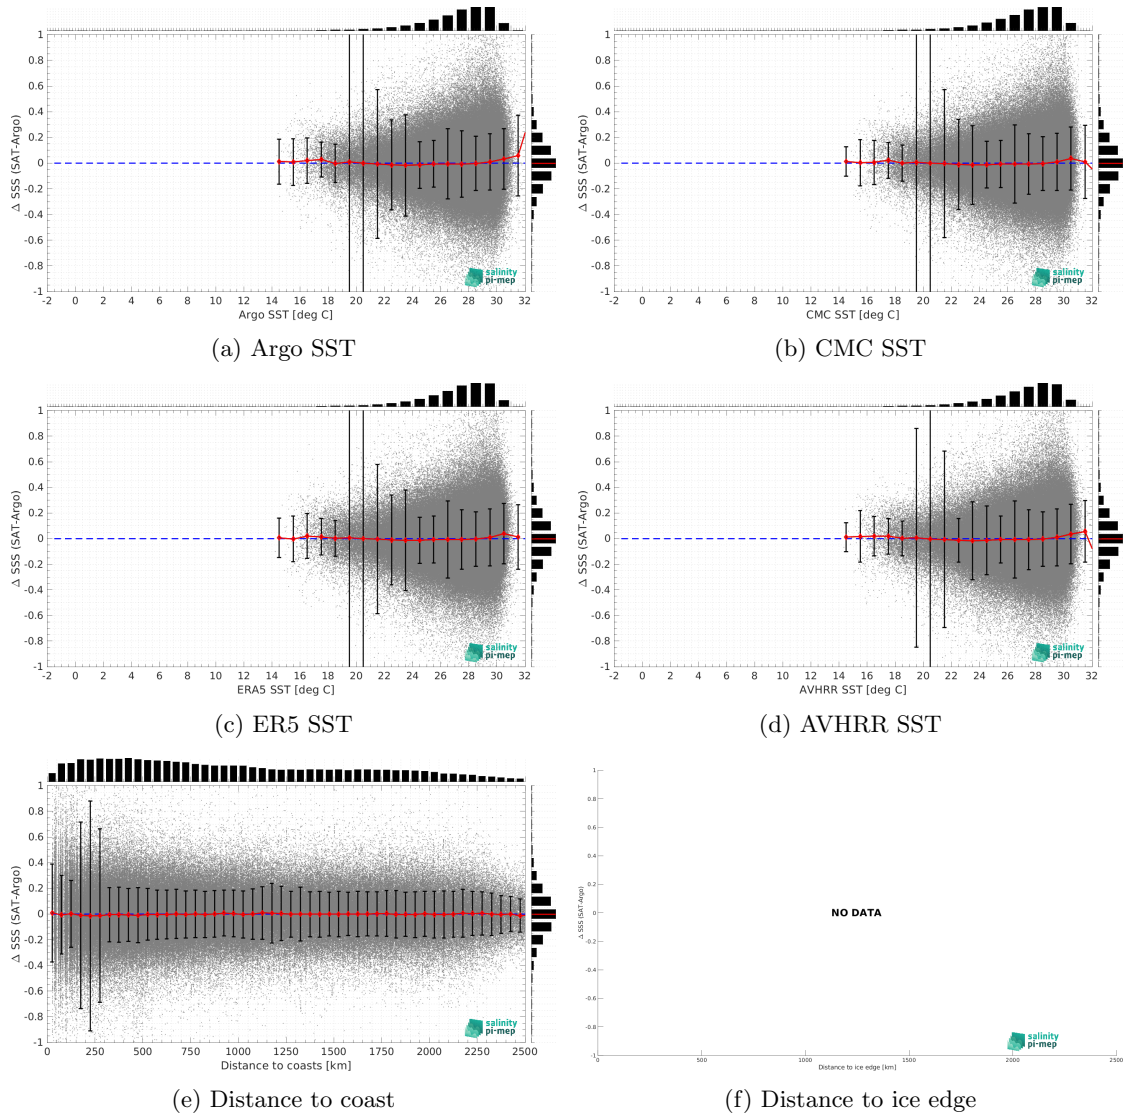 1
0.8
0.6
0.4
0.2
0
-0.2
-0.4
-0.6
-0.8
-1
Δ SSS (SAT-Argo)
-2 0 2 4 6 8 10 12 14 16 18 20 22 24 26 28 30 32
Argo SST [deg C]
salinity
pi-mep
(a) Argo SST
1
0.8
0.6
0.4
0.2
0
-0.2
-0.4
-0.6
-0.8
-1
Δ SSS (SAT-Argo)
-2 0 2 4 6 8 10 12 14 16 18 20 22 24 26 28 30 32
CMC SST [deg C]
salinity
pi-mep
(b) CMC SST
1
0.8
0.6
0.4
0.2
0
-0.2
-0.4
-0.6
-0.8
-1
Δ SSS (SAT-Argo)
-2 0 2 4 6 8 10 12 14 16 18 20 22 24 26 28 30 32
ERA5 SST [deg C]
salinity
pi-mep
(c) ER5 SST
1
0.8
0.6
0.4
0.2
0
-0.2
-0.4
-0.6
-0.8
-1
Δ SSS (SAT-Argo)
-2 0 2 4 6 8 10 12 14 16 18 20 22 24 26 28 30 32
AVHRR SST [deg C]
salinity
pi-mep
(d) AVHRR SST
1
0.8
0.6
0.4
0.2
0
-0.2
-0.4
-0.6
-0.8
-1
Δ SSS (SAT-Argo)
0 250 500 750 1000 1250 1500 1750 2000 2250 2500
Distance to coasts [km]
salinity
pi-mep
(e) Distance to coast
1
0.8
0.6
0.4
0.2
0
-0.2
-0.4
-0.6
-0.8
-1
Δ SSS (SAT-Argo)
NO DATA
0 500 1000 1500 2000 2500
Distance to ice edge [km]
salinity
pi-mep
(f) Distance to ice edge